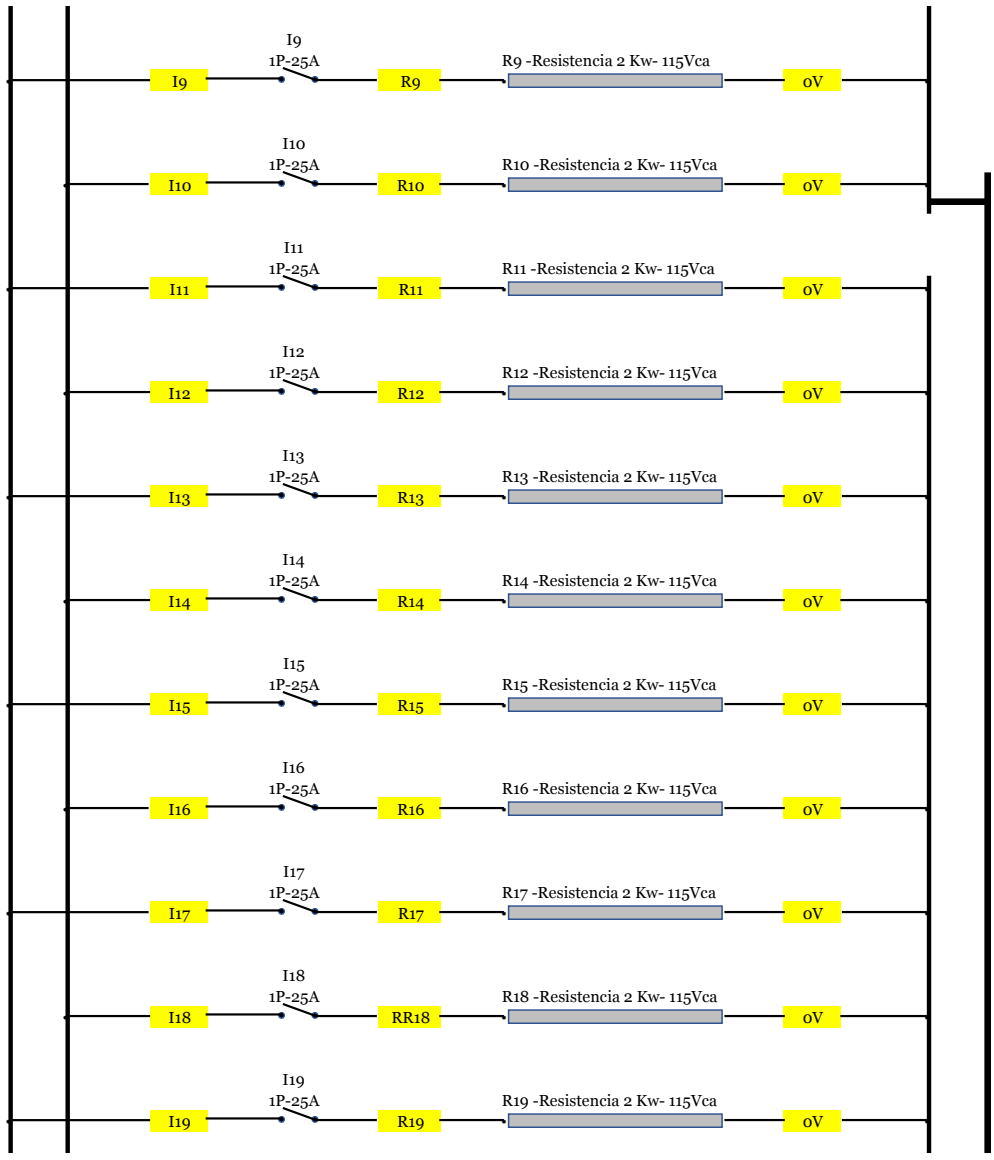 I9
1P-25A
R9 -Resistencia 2 Kw- 115Vca
I9
R9
0V
I10
1P-25A
R10 -Resistencia 2 Kw- 115Vca
I10
R10
0V
I11
1P-25A
R11 -Resistencia 2 Kw- 115Vca
I11
R11
0V
I12
1P-25A
R12 -Resistencia 2 Kw- 115Vca
I12
R12
0V
I13
1P-25A
R13 -Resistencia 2 Kw- 115Vca
I13
R13
0V
I14
1P-25A
R14 -Resistencia 2 Kw- 115Vca
I14
R14
0V
I15
1P-25A
R15 -Resistencia 2 Kw- 115Vca
I15
R15
0V
I16
1P-25A
R16 -Resistencia 2 Kw- 115Vca
I16
R16
0V
I17
1P-25A
R17 -Resistencia 2 Kw- 115Vca
I17
R17
0V
I18
1P-25A
R18 -Resistencia 2 Kw- 115Vca
I18
RR18
0V
I19
1P-25A
R19 -Resistencia 2 Kw- 115Vca
I19
R19
0V